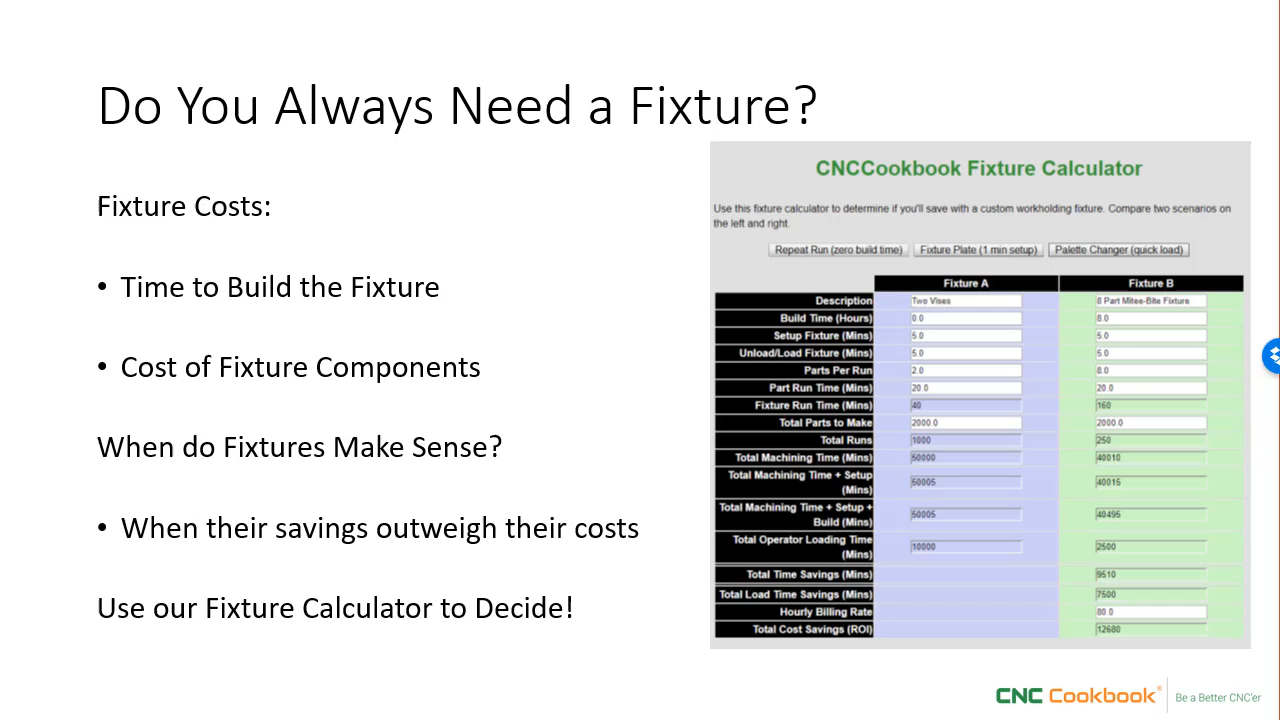 Do You Always Need a Fixture?
Fixture Costs:
• Time to Build the Fixture
• Cost of Fixture Components
When do Fixtures Make Sense?
• When their savings outweigh their costs
Use our Fixture Calculator to Decide!
CNCCookbook Fixture Calculator
Use this fixture calculator to determine if you'll save with a custom workholding fixture. Compare two scenarios on
the left and right.
Repeat Run (zero build time) Fixture Plate (1 min setup) Palette Changer (quick load)
Fixture A Fixture B
Description Two Vises 8 Part Mitee-Bite Fixture
Build Time (Hours) 0.0 8.0
Setup Fixture (Mins) 5.0 5.0
Unload/Load Fixture (Mins) 5.0 5.0
Parts Per Run 2.0 8.0
Part Run Time (Mins) 20.0 20.0
Fixture Run Time (Mins) 40 160
Total Parts to Make 2000.0 2000.0
Total Runs 1000 250
Total Machining Time (Mins) 50000 40010
Total Machining Time + Setup
(Mins) 50005 40015
Total Machining Time + Setup +
Build (Mins) 50005 40495
Total Operator Loading Time
(Mins) 10000 2500
Total Time Savings (Mins) 9510
Total Load Time Savings (Mins) 7500
Hourly Billing Rate 80.0
Total Cost Savings (ROI) 12680
CNC Cookbook® Be a Better CNC'er